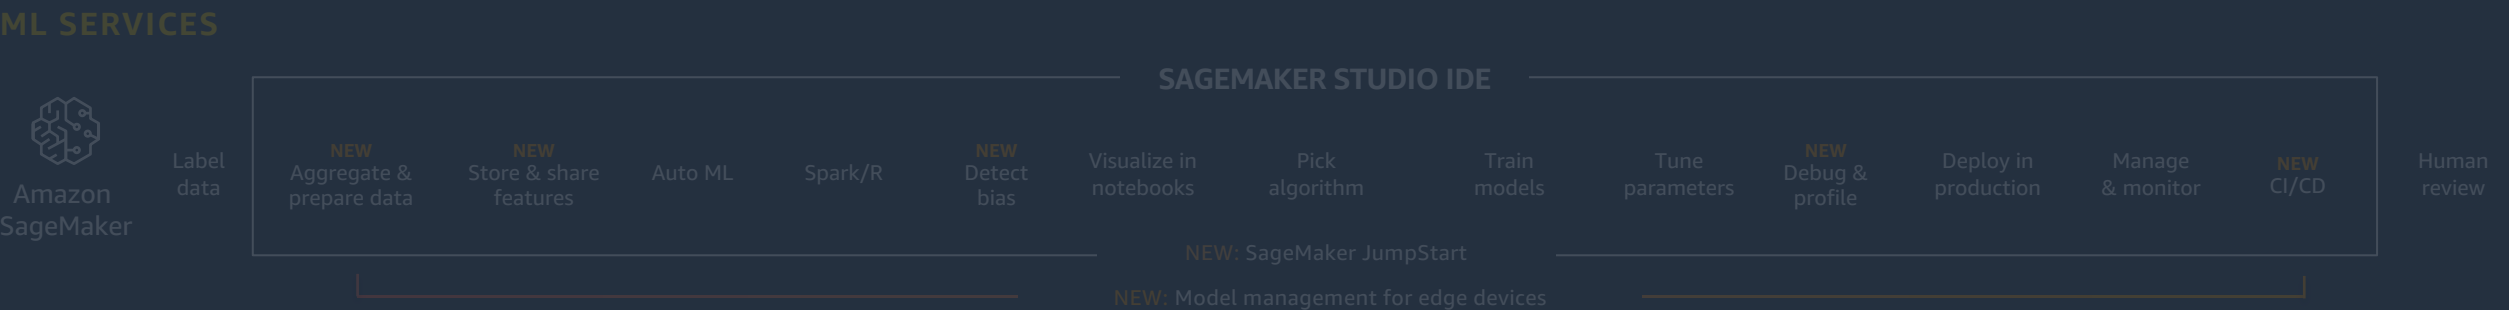 ML SERVICES
SAGEMAKER STUDIO IDE
Amazon
SageMaker
Label
data
NEW
Aggregate &
prepare data
NEW
Store & share
features
Auto ML
Spark/R
NEW
Detect
bias
Visualize in
notebooks
Pick
algorithm
Train
models
Tune
parameters
NEW
Debug &
profile
Deploy in
production
Manage
& monitor
NEW
CI/CD
Human
review
NEW: SageMaker JumpStart
NEW: Model management for edge devices